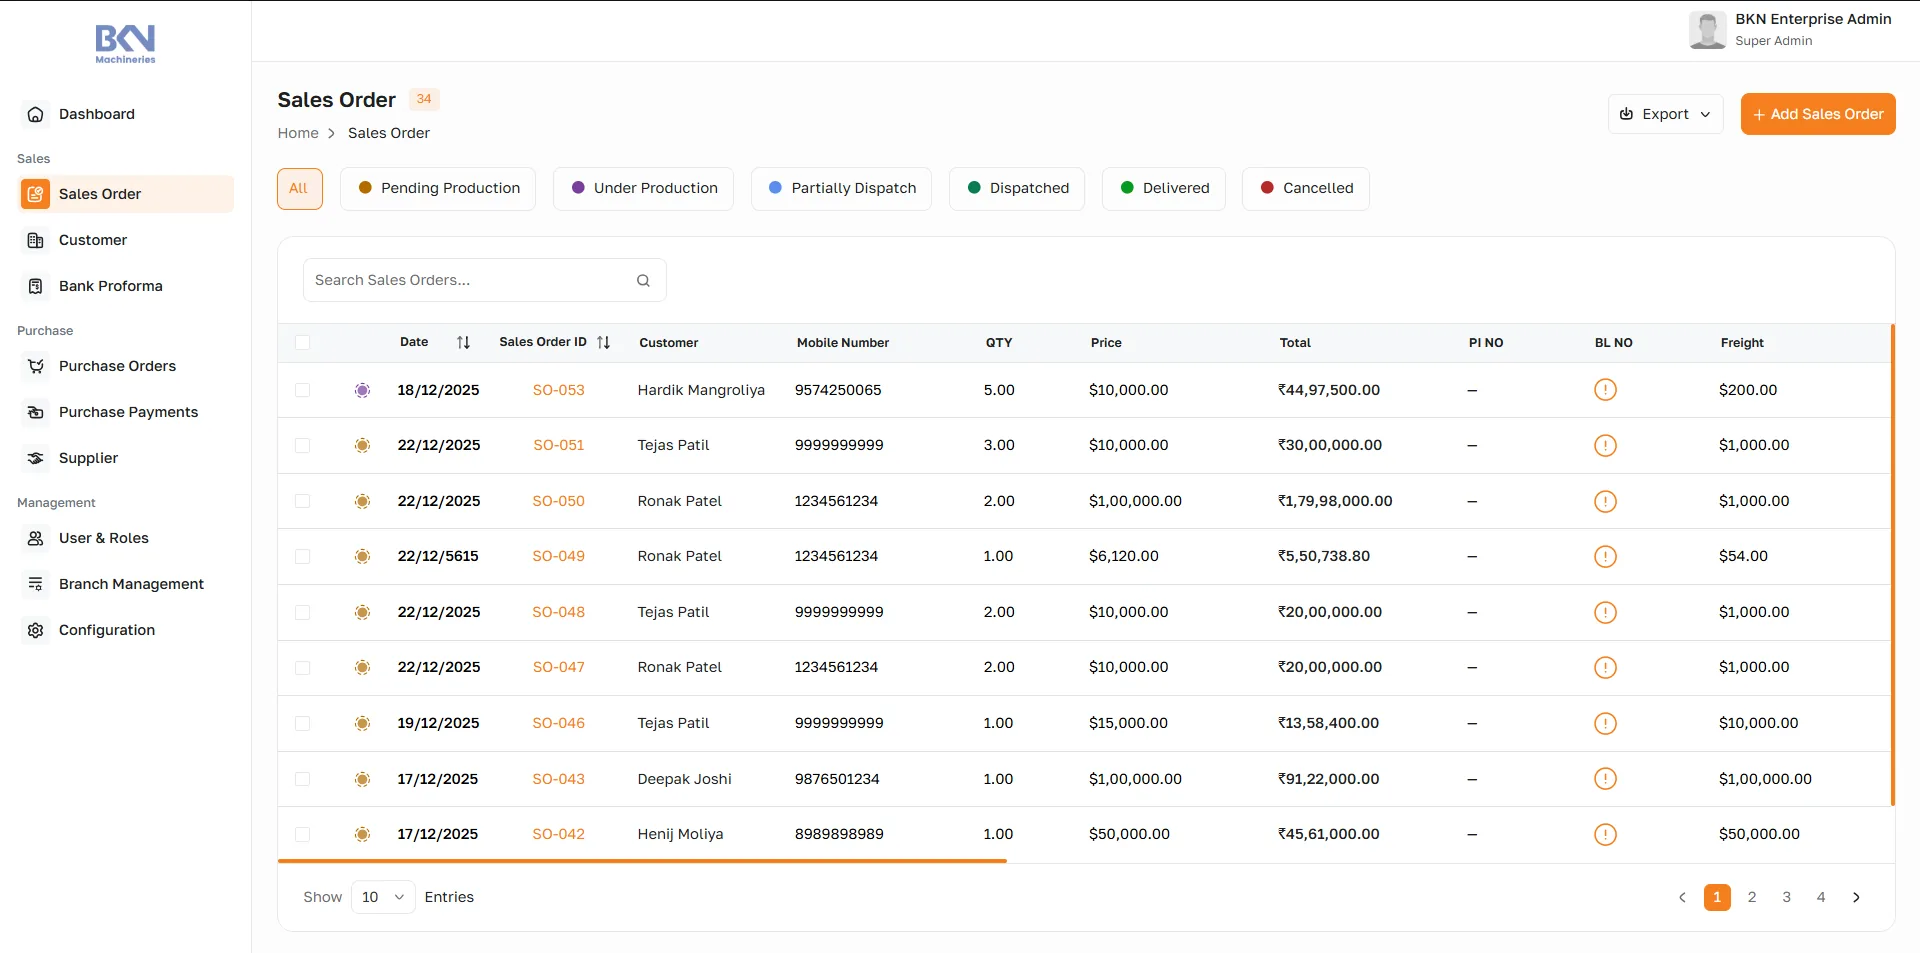 BKN
Machineries
BKN Enterprise Admin
Super Admin
Dashboard
Sales
Sales Order
Customer
Bank Proforma
Purchase
Purchase Orders
Purchase Payments
Supplier
Management
User & Roles
Branch Management
Configuration
Sales Order 34
Home > Sales Order
Export
+ Add Sales Order
All Pending Production Under Production Partially Dispatch Dispatched Delivered Cancelled
Search Sales Orders...
Date Sales Order ID Customer Mobile Number QTY Price Total PI NO BL NO Freight
18/12/2025 SO-053 Hardik Mangroliya 9574250065 5.00 $10,000.00 ₹44,97,500.00 – $200.00
22/12/2025 SO-051 Tejas Patil 9999999999 3.00 $10,000.00 ₹30,00,000.00 – $1,000.00
22/12/2025 SO-050 Ronak Patel 1234561234 2.00 $1,00,000.00 ₹1,79,98,000.00 – $1,000.00
22/12/5615 SO-049 Ronak Patel 1234561234 1.00 $6,120.00 ₹5,50,738.80 – $54.00
22/12/2025 SO-048 Tejas Patil 9999999999 2.00 $10,000.00 ₹20,00,000.00 – $1,000.00
22/12/2025 SO-047 Ronak Patel 1234561234 2.00 $10,000.00 ₹20,00,000.00 – $1,000.00
19/12/2025 SO-046 Tejas Patil 9999999999 1.00 $15,000.00 ₹13,58,400.00 – $10,000.00
17/12/2025 SO-043 Deepak Joshi 9876501234 1.00 $1,00,000.00 ₹91,22,000.00 – $1,00,000.00
17/12/2025 SO-042 Henij Moliya 8989898989 1.00 $50,000.00 ₹45,61,000.00 – $50,000.00
Show 10 Entries
< 1 2 3 4 >